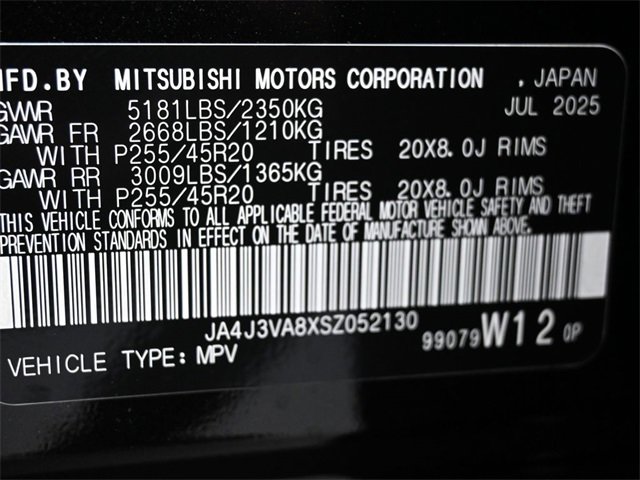 MFD.BY MITSUBISHI MOTORS CORPORATION . JAPAN
GVWR 5181LBS/2350KG JUL 2025
GAWR FR 2668LBS/1210KG
WITH P255/45R20 TIRES 20X8.0J RIMS
GAWR RR 3009LBS/1365KG
WITH P255/45R20 TIRES 20X8.0J RIMS
THIS VEHICLE CONFORMS TO ALL APPLICABLE FEDERAL MOTOR VEHICLE SAFETY AND THEFT
PREVENTION STANDARDS IN EFFECT ON THE DATE OF MANUFACTURE SHOWN ABOVE.
JA4J3VA8XSZ052130
99079 W12 0P
VEHICLE TYPE: MPV